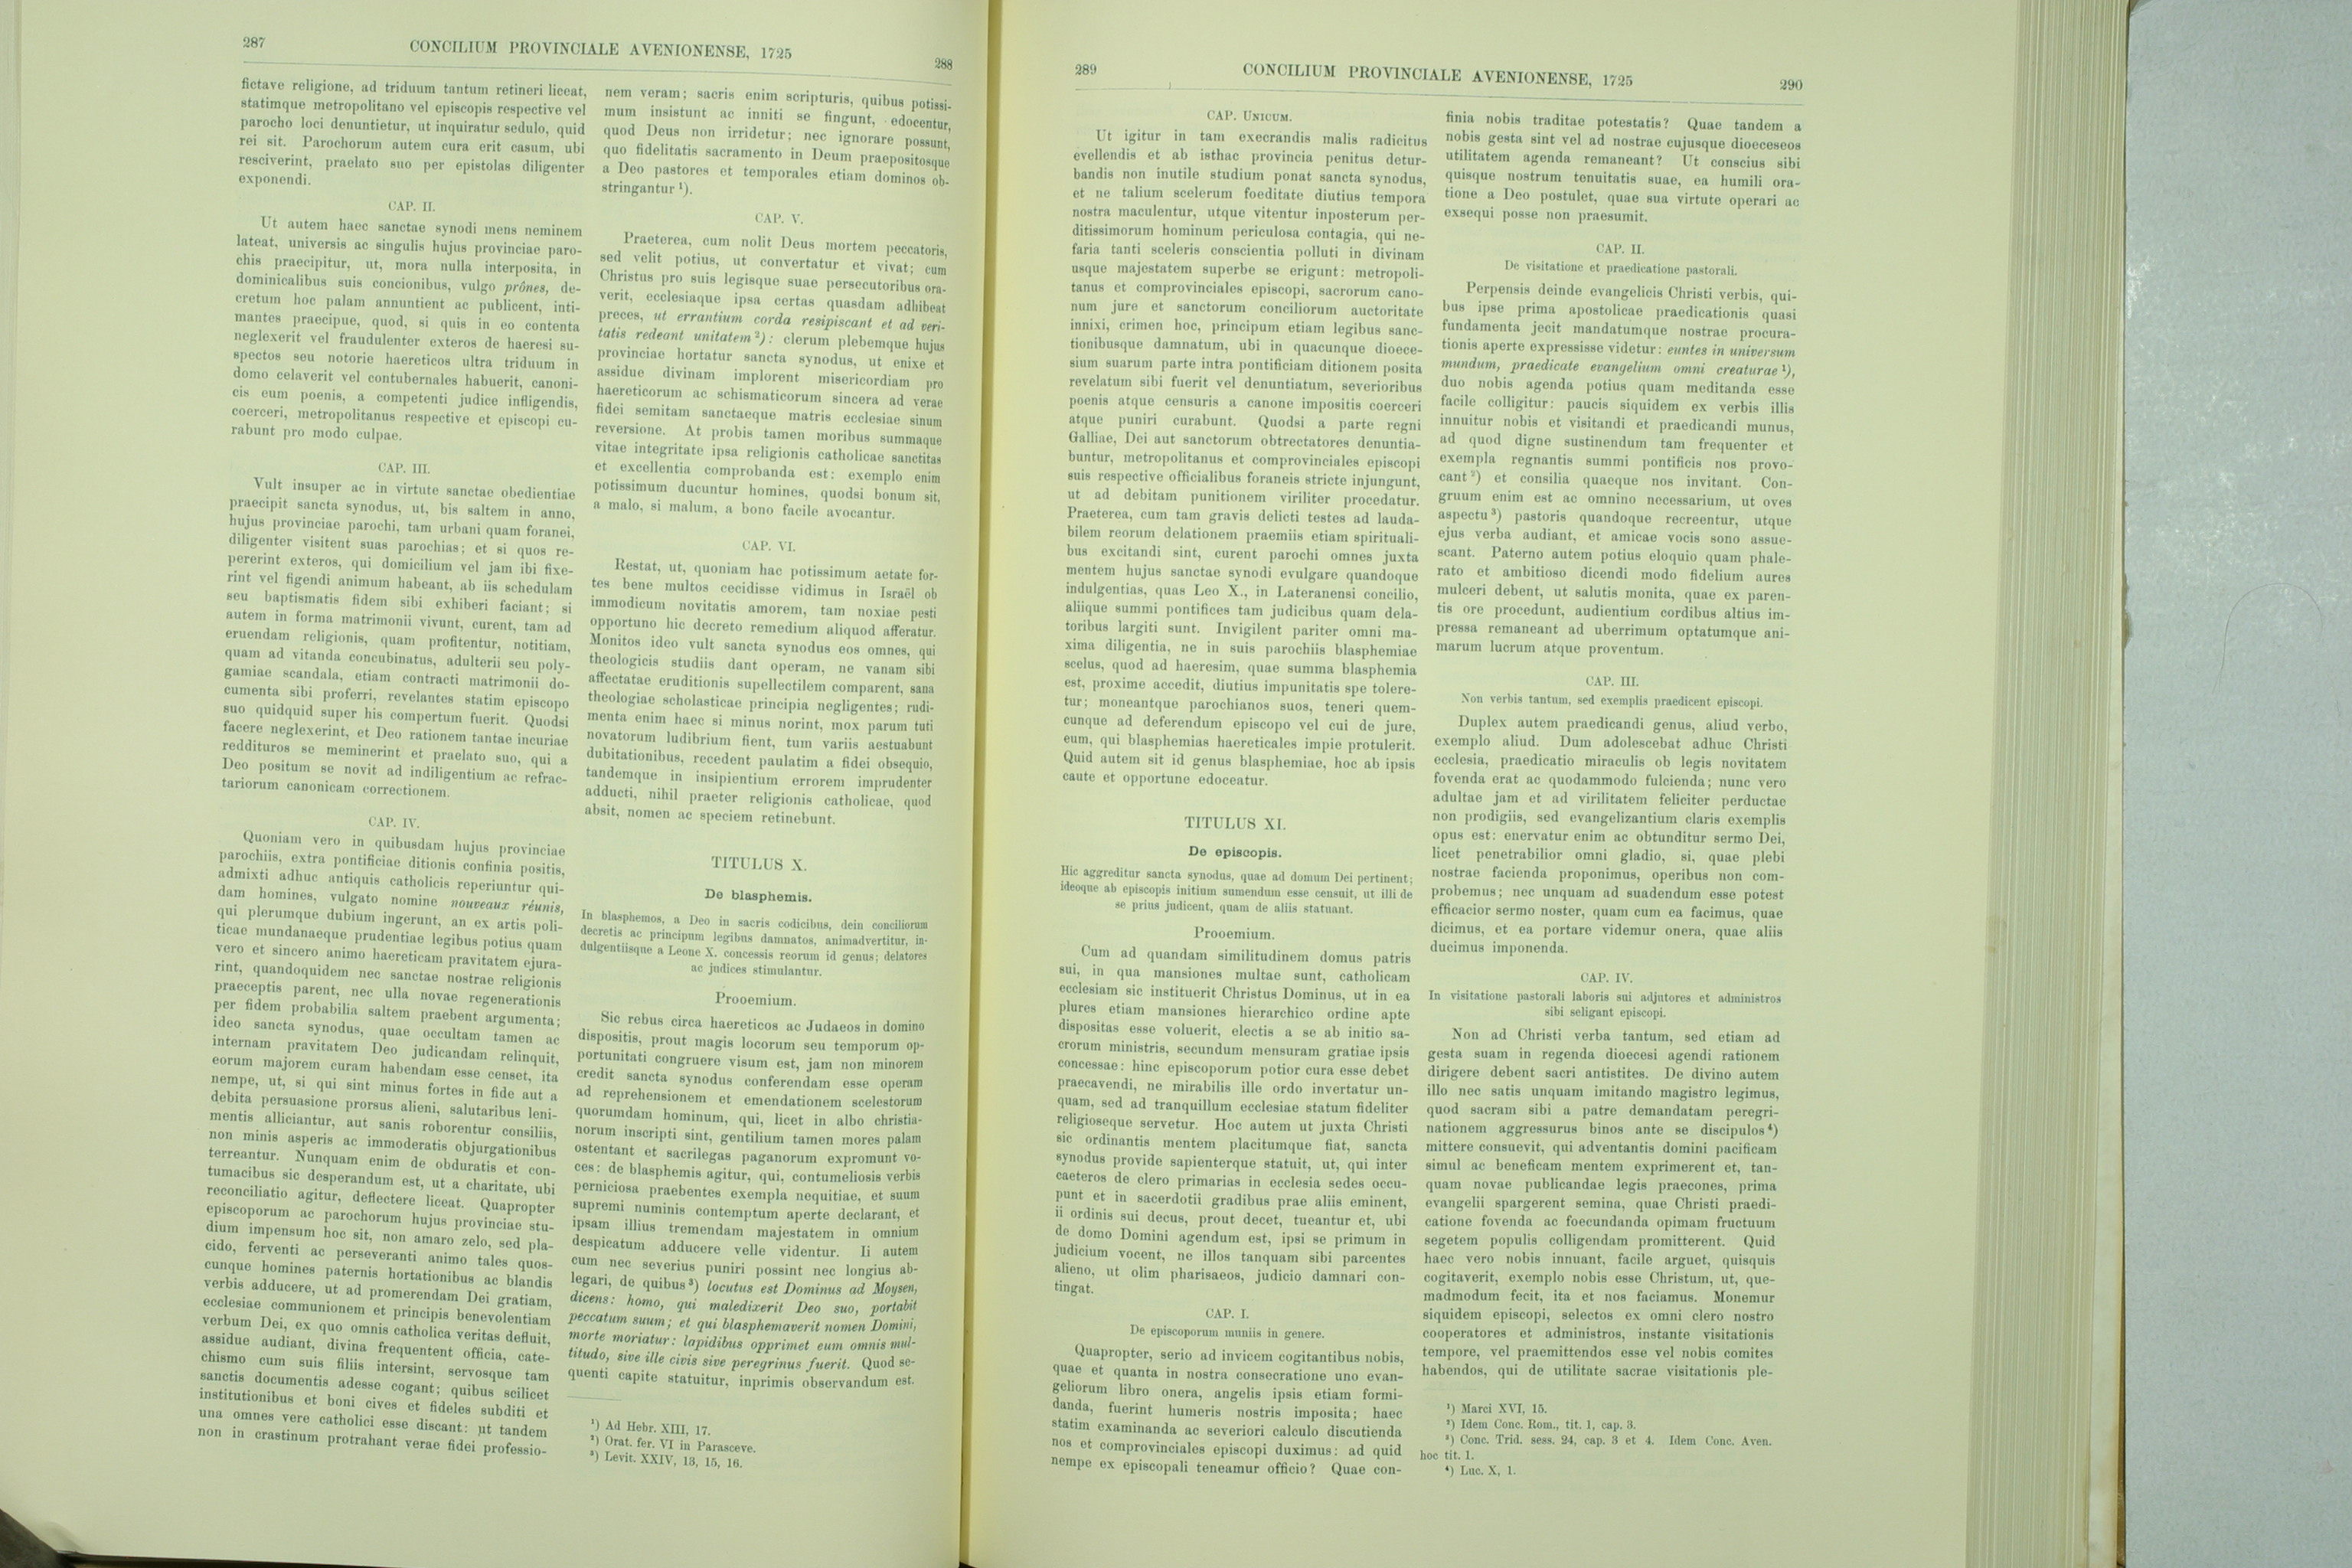 287
CONCILIUM PROVINCIALE AVENIONENSE, 1725
288
fictave religione, ad triduum tantum retineri liceat,
statimque metropolitano vel episcopis respective vel
parocho loci denuntietur, ut inquiratur sedulo, quid
rei sit. Parochorum autem cura erit casum, ubi
resciverint, praelato suo per epistolas diligenter
exponendi.
CAP. II.
Ut autem haec sanctae synodi mens neminem
lateat, universis ac singulis hujus provinciae paro-
chis praecipitur, ut, mora nulla interposita, in
dominicalibus suis concionibus, vulgo prônes, de-
cretum hoc palam annuntient ac publicent, inti-
mantes praecipue, quod, si quis in eo contenta
neglexerit vel fraudulenter exteros de haeresi su-
spectos seu notorie haereticos ultra triduum in
domo celaverit vel contubernales habuerit, canoni-
cis eum poenis, a competenti judice infligendis,
coerceri, metropolitanus respective et episcopi cu-
rabunt pro modo culpae.
CAP. III.
Vult insuper ac in virtute sanctae obedientiae
praecipit sancta synodus, ut, bis saltem in anno,
hujus provinciae parochi, tam urbani quam foranei,
diligenter visitent suas parochias; et si quos re-
pererint exteros, qui domicilium vel jam ibi fixe-
rint vel figendi animum habeant, ab iis schedulam
seu baptismatis fidem sibi exhiberi faciant; si
autem in forma matrimonii vivunt, curent, tam ad
eruendam religionis, quam profitentur, notitiam,
quam ad vitanda concubinatus, adulterii seu poly-
gamiae scandala, etiam contracti matrimonii do-
cumenta sibi proferri, revelantes statim episcopo
suo quidquid super his compertum fuerit. Quodsi
facere neglexerint, et Deo rationem tantae incuriae
reddituros se meminerint et praelato suo, qui a
Deo positum se novit ad indiligentium ac refrac-
tariorum canonicam correctionem.
CAP. IV.
Quoniam vero in quibusdam hujus provinciae
parochiis, extra pontificiae ditionis confinia positis,
admixti adhuc antiquis catholicis reperiuntur qui-
dam homines, vulgato nomine nouveaux réunis,
qui plerumque dubium ingerunt, an ex artis poli-
ticae mundanaeque prudentiae legibus potius quam
vero et sincero animo haereticam pravitatem ejura-
rint, quandoquidem nec sanctae nostrae religionis
praeceptis parent, nec ulla novae regenerationis
per fidem probabilia saltem praebent argumenta;
ideo sancta synodus, quae occultam tamen ac
internam pravitatem Deo judicandam relinquit,
eorum majorem curam habendam esse censet, ita
nempe, ut, si qui sint minus fortes in fide aut a
debita persuasione prorsus alieni, salutaribus leni-
mentis alliciantur, aut sanis roborentur consiliis,
non minis asperis ac immoderatis objurgationibus
terreantur. Nunquam enim de obduratis et con-
tumacibus sic desperandum est, ut a charitate, ubi
reconciliatio agitur, deflectere liceat. Quapropter
episcoporum ac parochorum hujus provinciae stu-
dium impensum hoc sit, non amaro zelo, sed pla-
cido, ferventi ac perseveranti animo tales quos-
cunque homines paternis hortationibus ac blandis
verbis adducere, ut ad promerendam Dei gratiam,
ecclesiae communionem et principis benevolentiam
verbum Dei, ex quo omnis catholica veritas defluit,
assidue audiant, divina frequentent officia, cate-
chismo cum suis filiis intersint, servosque tam
sanctis documentis adesse cogant; quibus scilicet
institutionibus et boni cives et fideles subditi et
una omnes vere catholici esse discant: ut tandem
non in crastinum protrahant verae fidei professio-
nem veram; sacris enim scripturis, quibus potissi-
mum insistunt ac inniti se fingunt, edocentur,
quod Deus non irridetur; nec ignorare possunt,
quo fidelitatis sacramento in Deum praepositosque
a Deo pastores et temporales etiam dominos ob-
stringantur ¹).
CAP. V.
Praeterea, cum nolit Deus mortem peccatoris,
sed velit potius, ut convertatur et vivat; cum
Christus pro suis legisque suae persecutoribus ora-
verit, ecclesiaque ipsa certas quasdam adhibeat
preces, ut errantium corda resipiscant et ad veri-
tatis redeant unitatem ²): clerum plebemque hujus
provinciae hortatur sancta synodus, ut enixe et
assidue divinam implorent misericordiam pro
haereticorum ac schismaticorum sincera ad verae
fidei semitam sanctaeque matris ecclesiae sinum
reversione. At probis tamen moribus summaque
vitae integritate ipsa religionis catholicae sanctitas
et excellentia comprobanda est: exemplo enim
potissimum ducuntur homines, quodsi bonum sit,
a malo, si malum, a bono facile avocantur.
CAP. VI.
Restat, ut, quoniam hac potissimum aetate for-
tes bene multos cecidisse vidimus in Israël ob
immodicum novitatis amorem, tam noxiae pesti
opportuno hic decreto remedium aliquod afferatur.
Monitos ideo vult sancta synodus eos omnes, qui
theologicis studiis dant operam, ne vanam sibi
affectatae eruditionis supellectilem comparent, sana
theologiae scholasticae principia negligentes; rudi-
menta enim haec si minus norint, mox parum tuti
novatorum ludibrium fient, tum variis aestuabunt
dubitationibus, recedent paulatim a fidei obsequio,
tandemque in insipientium errorem imprudenter
adducti, nihil praeter religionis catholicae, quod
absit, nomen ac speciem retinebunt.
TITULUS X.
De blasphemis.
In blasphemos, a Deo in sacris codicibus, dein conciliorum
decretis ac principum legibus damnatos, animadvertitur, in-
dulgentiisque a Leone X. concessis reorum id genus; delatores
ac judices stimulantur.
Prooemium.
Sic rebus circa haereticos ac Judaeos in domino
dispositis, prout magis locorum seu temporum op-
portunitati congruere visum est, jam non minorem
credit sancta synodus conferendam esse operam
ad reprehensionem et emendationem scelestorum
quorumdam hominum, qui, licet in albo christia-
norum inscripti sint, gentilium tamen mores palam
ostentant et sacrilegas paganorum expromunt vo-
ces: de blasphemis agitur, qui, contumeliosis verbis
perniciosa praebentes exempla nequitiae, et suum
supremi numinis contemptum aperte declarant, et
ipsam illius tremendam majestatem in omnium
despicatum adducere velle videntur. Ii autem
cum nec severius puniri possint nec longius ab-
legari, de quibus ³) locutus est Dominus ad Moysen,
dicens: homo, qui maledixerit Deo suo, portabit
peccatum suum; et qui blasphemaverit nomen Domini,
morte moriatur: lapidibus opprimet eum omnis mul-
titudo, sive ille civis sive peregrinus fuerit. Quod se-
quenti capite statuitur, inprimis observandum est.
¹) Ad Hebr. XIII, 17.
²) Orat. fer. VI in Parasceve.
³) Levit. XXIV, 13, 15, 16.
289
CONCILIUM PROVINCIALE AVENIONENSE, 1725
290
CAP. UNICUM.
Ut igitur in tam execrandis malis radicitus
evellendis et ab isthac provincia penitus detur-
bandis non inutile studium ponat sancta synodus,
et ne talium scelerum foeditate diutius tempora
nostra maculentur, utque vitentur inposterum per-
ditissimorum hominum periculosa contagia, qui ne-
faria tanti sceleris conscientia polluti in divinam
usque majestatem superbe se erigunt: metropoli-
tanus et comprovinciales episcopi, sacrorum cano-
num jure et sanctorum conciliorum auctoritate
innixi, crimen hoc, principum etiam legibus sanc-
tionibusque damnatum, ubi in quacunque dioece-
sium suarum parte intra pontificiam ditionem posita
revelatum sibi fuerit vel denuntiatum, severioribus
poenis atque censuris a canone impositis coerceri
atque puniri curabunt. Quodsi a parte regni
Galliae, Dei aut sanctorum obtrectatores denuntia-
buntur, metropolitanus et comprovinciales episcopi
suis respective officialibus foraneis stricte injungunt,
ut ad debitam punitionem viriliter procedatur.
Praeterea, cum tam gravis delicti testes ad lauda-
bilem reorum delationem praemiis etiam spirituali-
bus excitandi sint, curent parochi omnes juxta
mentem hujus sanctae synodi evulgare quandoque
indulgentias, quas Leo X., in Lateranensi concilio,
aliique summi pontifices tam judicibus quam dela-
toribus largiti sunt. Invigilent pariter omni ma-
xima diligentia, ne in suis parochiis blasphemiae
scelus, quod ad haeresim, quae summa blasphemia
est, proxime accedit, diutius impunitatis spe tolere-
tur; moneantque parochianos suos, teneri quem-
cunque ad deferendum episcopo vel cui de jure,
eum, qui blasphemias haereticales impie protulerit.
Quid autem sit id genus blasphemiae, hoc ab ipsis
caute et opportune edoceatur.
TITULUS XI.
De episcopis.
Hic aggreditur sancta synodus, quae ad domum Dei pertinent;
ideoque ab episcopis initium sumendum esse censuit, ut illi de
se prius judicent, quam de aliis statuant.
Prooemium.
Cum ad quandam similitudinem domus patris
sui, in qua mansiones multae sunt, catholicam
ecclesiam sic instituerit Christus Dominus, ut in ea
plures etiam mansiones hierarchico ordine apte
dispositas esse voluerit, electis a se ab initio sa-
crorum ministris, secundum mensuram gratiae ipsis
concessae: hinc episcoporum potior cura esse debet
praecavendi, ne mirabilis ille ordo invertatur un-
quam, sed ad tranquillum ecclesiae statum fideliter
religioseque servetur. Hoc autem ut juxta Christi
sic ordinantis mentem placitumque fiat, sancta
synodus provide sapienterque statuit, ut, qui inter
caeteros de clero primarias in ecclesia sedes occu-
punt et in sacerdotii gradibus prae aliis eminent,
ii ordinis sui decus, prout decet, tueantur et, ubi
de domo Domini agendum est, ipsi se primum in
judicium vocent, ne illos tanquam sibi parcentes
alieno, ut olim pharisaeos, judicio damnari con-
tingat.
CAP. I.
De episcoporum muniis in genere.
Quapropter, serio ad invicem cogitantibus nobis,
quae et quanta in nostra consecratione uno evan-
geliorum libro onera, angelis ipsis etiam formi-
danda, fuerint humeris nostris imposita; haec
statim examinanda ac severiori calculo discutienda
nos et comprovinciales episcopi duximus: ad quid
nempe ex episcopali teneamur officio? Quae con-
finia nobis traditae potestatis? Quae tandem a
nobis gesta sint vel ad nostrae cujusque dioeceseos
utilitatem agenda remaneant? Ut conscius sibi
quisque nostrum tenuitatis suae, ea humili ora-
tione a Deo postulet, quae sua virtute operari ac
exsequi posse non praesumit.
CAP. II.
De visitatione et praedicatione pastorali.
Perpensis deinde evangelicis Christi verbis, qui-
bus ipse prima apostolicae praedicationis quasi
fundamenta jecit mandatumque nostrae procura-
tionis aperte expressisse videtur: euntes in universum
mundum, praedicate evangelium omni creaturae ¹),
duo nobis agenda potius quam meditanda esse
facile colligitur: paucis siquidem ex verbis illis
innuitur nobis et visitandi et praedicandi munus,
ad quod digne sustinendum tam frequenter et
exempla regnantis summi pontificis nos provo-
cant ²) et consilia quaeque nos invitant. Con-
gruum enim est ac omnino necessarium, ut oves
aspectu ³) pastoris quandoque recreentur, utque
ejus verba audiant, et amicae vocis sono assue-
scant. Paterno autem potius eloquio quam phale-
rato et ambitioso dicendi modo fidelium aures
mulceri debent, ut salutis monita, quae ex paren-
tis ore procedunt, audientium cordibus altius im-
pressa remaneant ad uberrimum optatumque ani-
marum lucrum atque proventum.
CAP. III.
Non verbis tantum, sed exemplis praedicent episcopi.
Duplex autem praedicandi genus, aliud verbo,
exemplo aliud. Dum adolescebat adhuc Christi
ecclesia, praedicatio miraculis ob legis novitatem
fovenda erat ac quodammodo fulcienda; nunc vero
adultae jam et ad virilitatem feliciter perductae
non prodigiis, sed evangelizantium claris exemplis
opus est: enervatur enim ac obtunditur sermo Dei,
licet penetrabilior omni gladio, si, quae plebi
nostrae facienda proponimus, operibus non com-
probemus; nec unquam ad suadendum esse potest
efficacior sermo noster, quam cum ea facimus, quae
dicimus, et ea portare videmur onera, quae aliis
ducimus imponenda.
CAP. IV.
In visitatione pastorali laboris sui adjutores et administros
sibi seligant episcopi.
Non ad Christi verba tantum, sed etiam ad
gesta suam in regenda dioecesi agendi rationem
dirigere debent sacri antistites. De divino autem
illo nec satis unquam imitando magistro legimus,
quod sacram sibi a patre demandatam peregri-
nationem aggressurus binos ante se discipulos ⁴)
mittere consuevit, qui adventantis domini pacificam
simul ac beneficam mentem exprimerent et, tan-
quam novae publicandae legis praecones, prima
evangelii spargerent semina, quae Christi praedi-
catione fovenda ac foecundanda opimam fructuum
segetem populis colligendam promitterent. Quid
haec vero nobis innuant, facile arguet, quisquis
cogitaverit, exemplo nobis esse Christum, ut, que-
madmodum fecit, ita et nos faciamus. Monemur
siquidem episcopi, selectos ex omni clero nostro
cooperatores et administros, instante visitationis
tempore, vel praemittendos esse vel nobis comites
habendos, qui de utilitate sacrae visitationis ple-
¹) Marci XVI, 15.
²) Idem Conc. Rom., tit. 1, cap. 3.
³) Conc. Trid. sess. 24, cap. 3 et 4. Idem Conc. Aven.
hoc tit. 1.
⁴) Luc. X, 1.